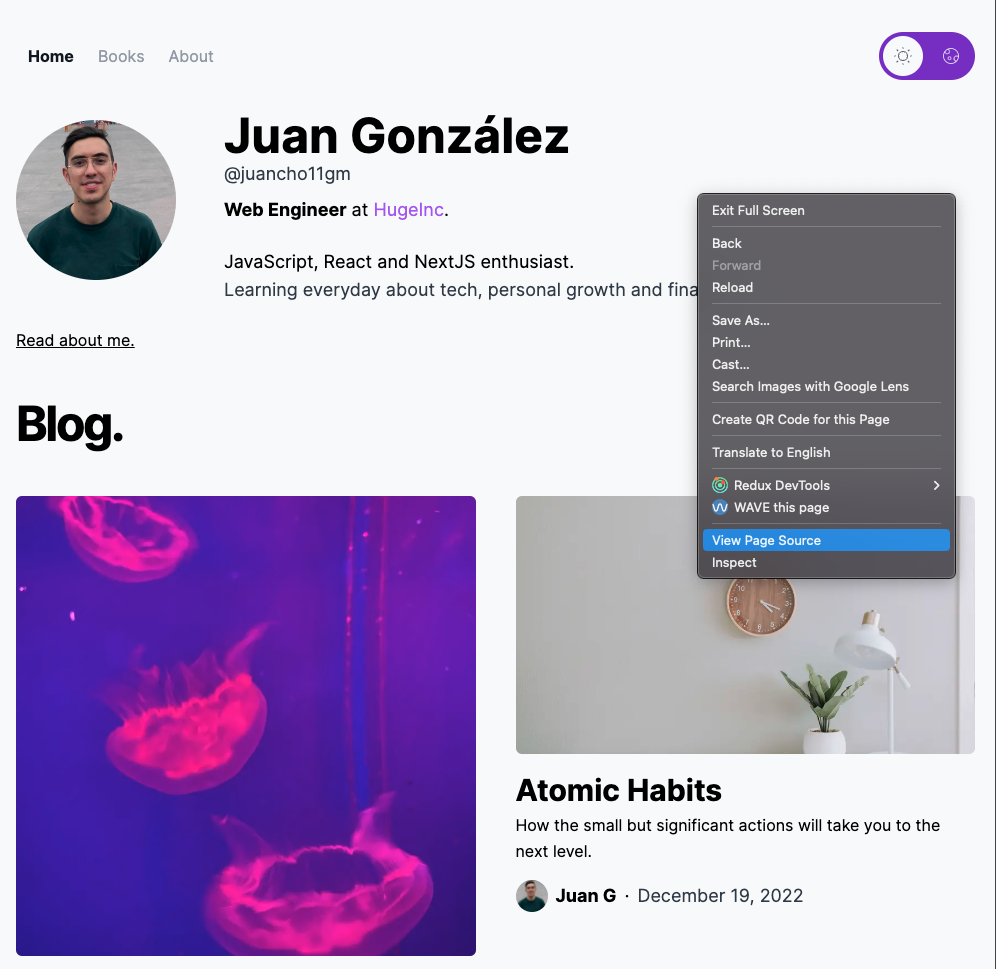 Home Books About
Juan González
@juancho11gm
Web Engineer at HugeInc.
JavaScript, React and NextJS enthusiast.
Learning everyday about tech, personal growth and fina
Read about me.
Blog.
Exit Full Screen
Back
Forward
Reload
Save As...
Print...
Cast...
Search Images with Google Lens
Create QR Code for this Page
Translate to English
Redux DevTools
WAVE this page
View Page Source
Inspect
Atomic Habits
How the small but significant actions will take you to the
next level.
Juan G · December 19, 2022